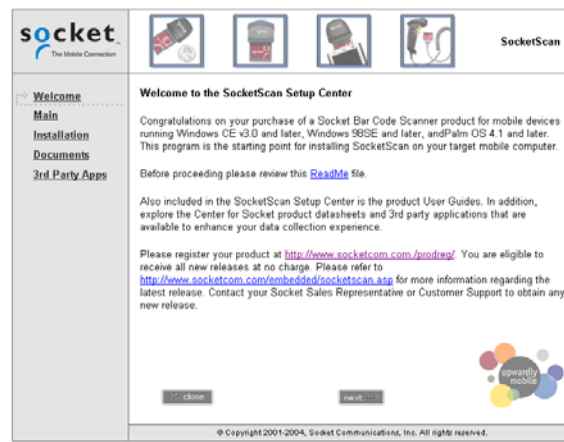 socket
The Mobile Connection
SocketScan
Welcome
Main
Installation
Documents
3rd Party Apps
Welcome to the SocketScan Setup Center
Congratulations on your purchase of a Socket Bar Code Scanner product for mobile devices
running Windows CE v3.0 and later, Windows 98SE and later, andPalm OS 4.1 and later.
This program is the starting point for installing SocketScan on your target mobile computer.
Before proceeding please review this ReadMe file.
Also included in the SocketScan Setup Center is the product User Guides. In addition,
explore the Center for Socket product datasheets and 3rd party applications that are
available to enhance your data collection experience.
Please register your product at http://www.socketcom.com /prodreg/. You are eligible to
receive all new releases at no charge. Please refer to
http://www.socketcom.com/embedded/socketscan.asp for more information regarding the
latest release. Contact your Socket Sales Representative or Customer Support to obtain any
new release.
upwardly
mobile
close
next
© Copyright 2001-2004, Socket Communications, Inc. All rights reserved.